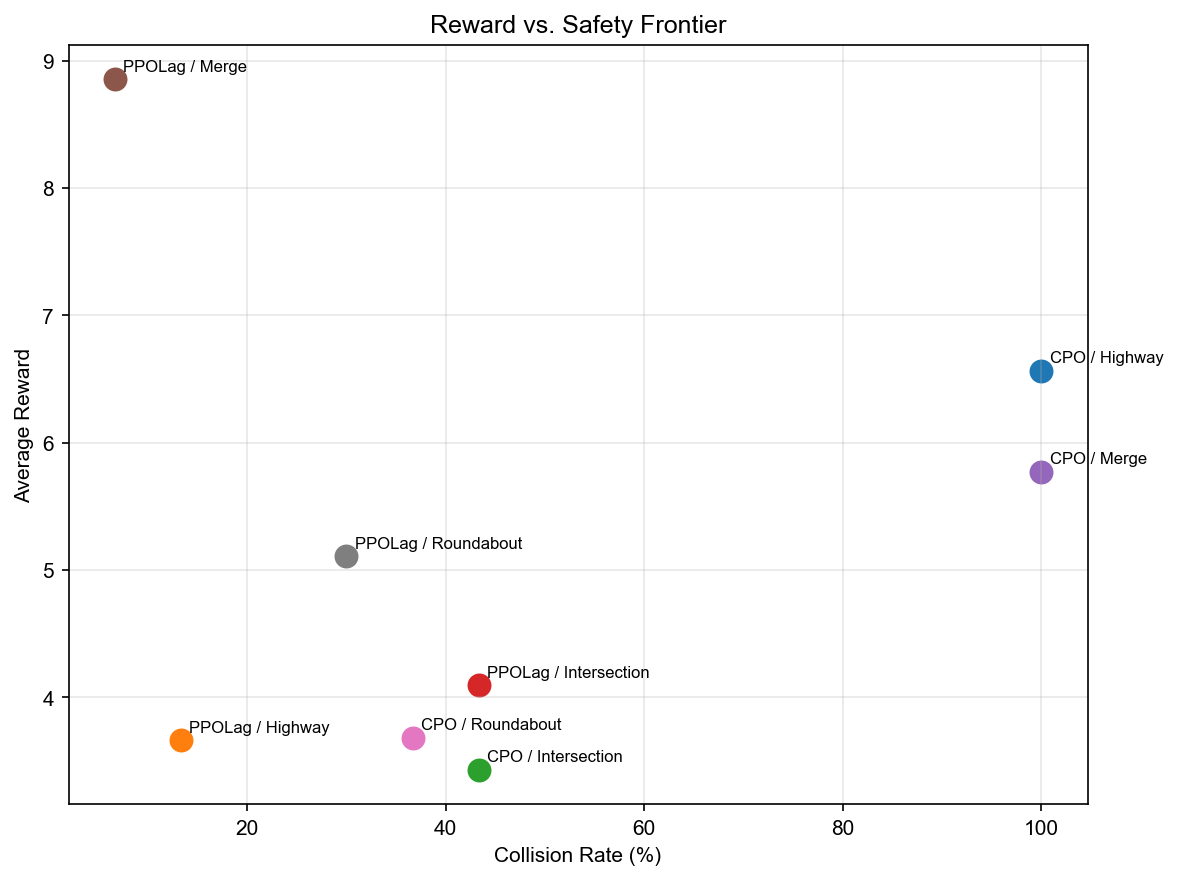 Reward vs. Safety Frontier
9
PPOLag / Merge
8
7
CPO / Highway
6
CPO / Merge
PPOLag / Roundabout
5
PPOLag / Intersection
4
PPOLag / Highway
CPO / Roundabout
CPO / Intersection
Average Reward
20
40
60
80
100
Collision Rate (%)